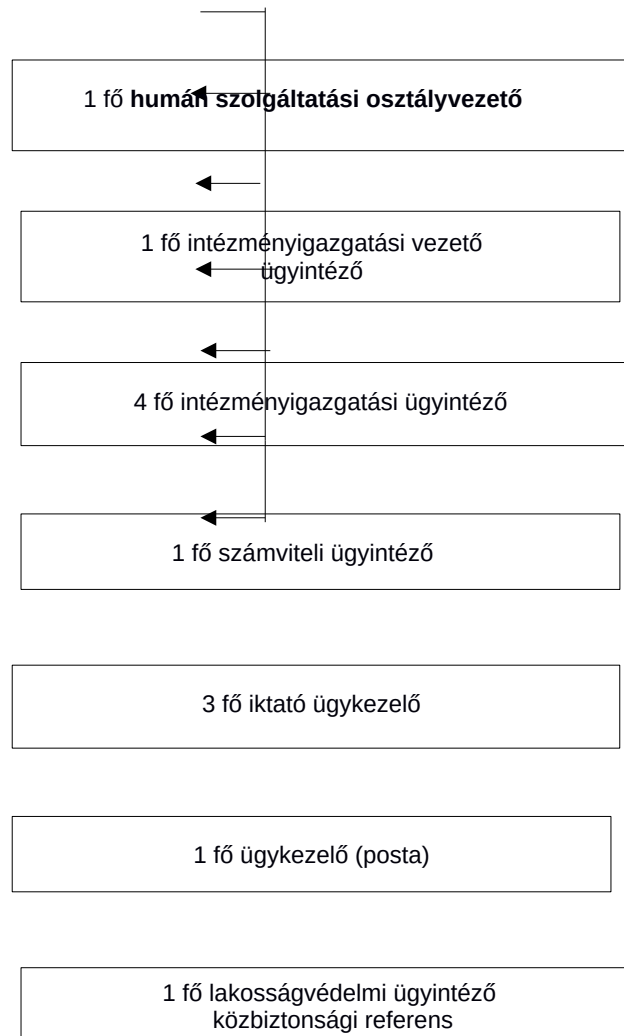 1 fő humán szolgáltatási osztályvezető
1 fő intézményigazgatási vezető
ügyintéző
4 fő intézményigazgatási ügyintéző
1 fő számviteli ügyintéző
3 fő iktató ügykezelő
1 fő ügykezelő (posta)
1 fő lakosságvédelmi ügyintéző
közbiztonsági referens